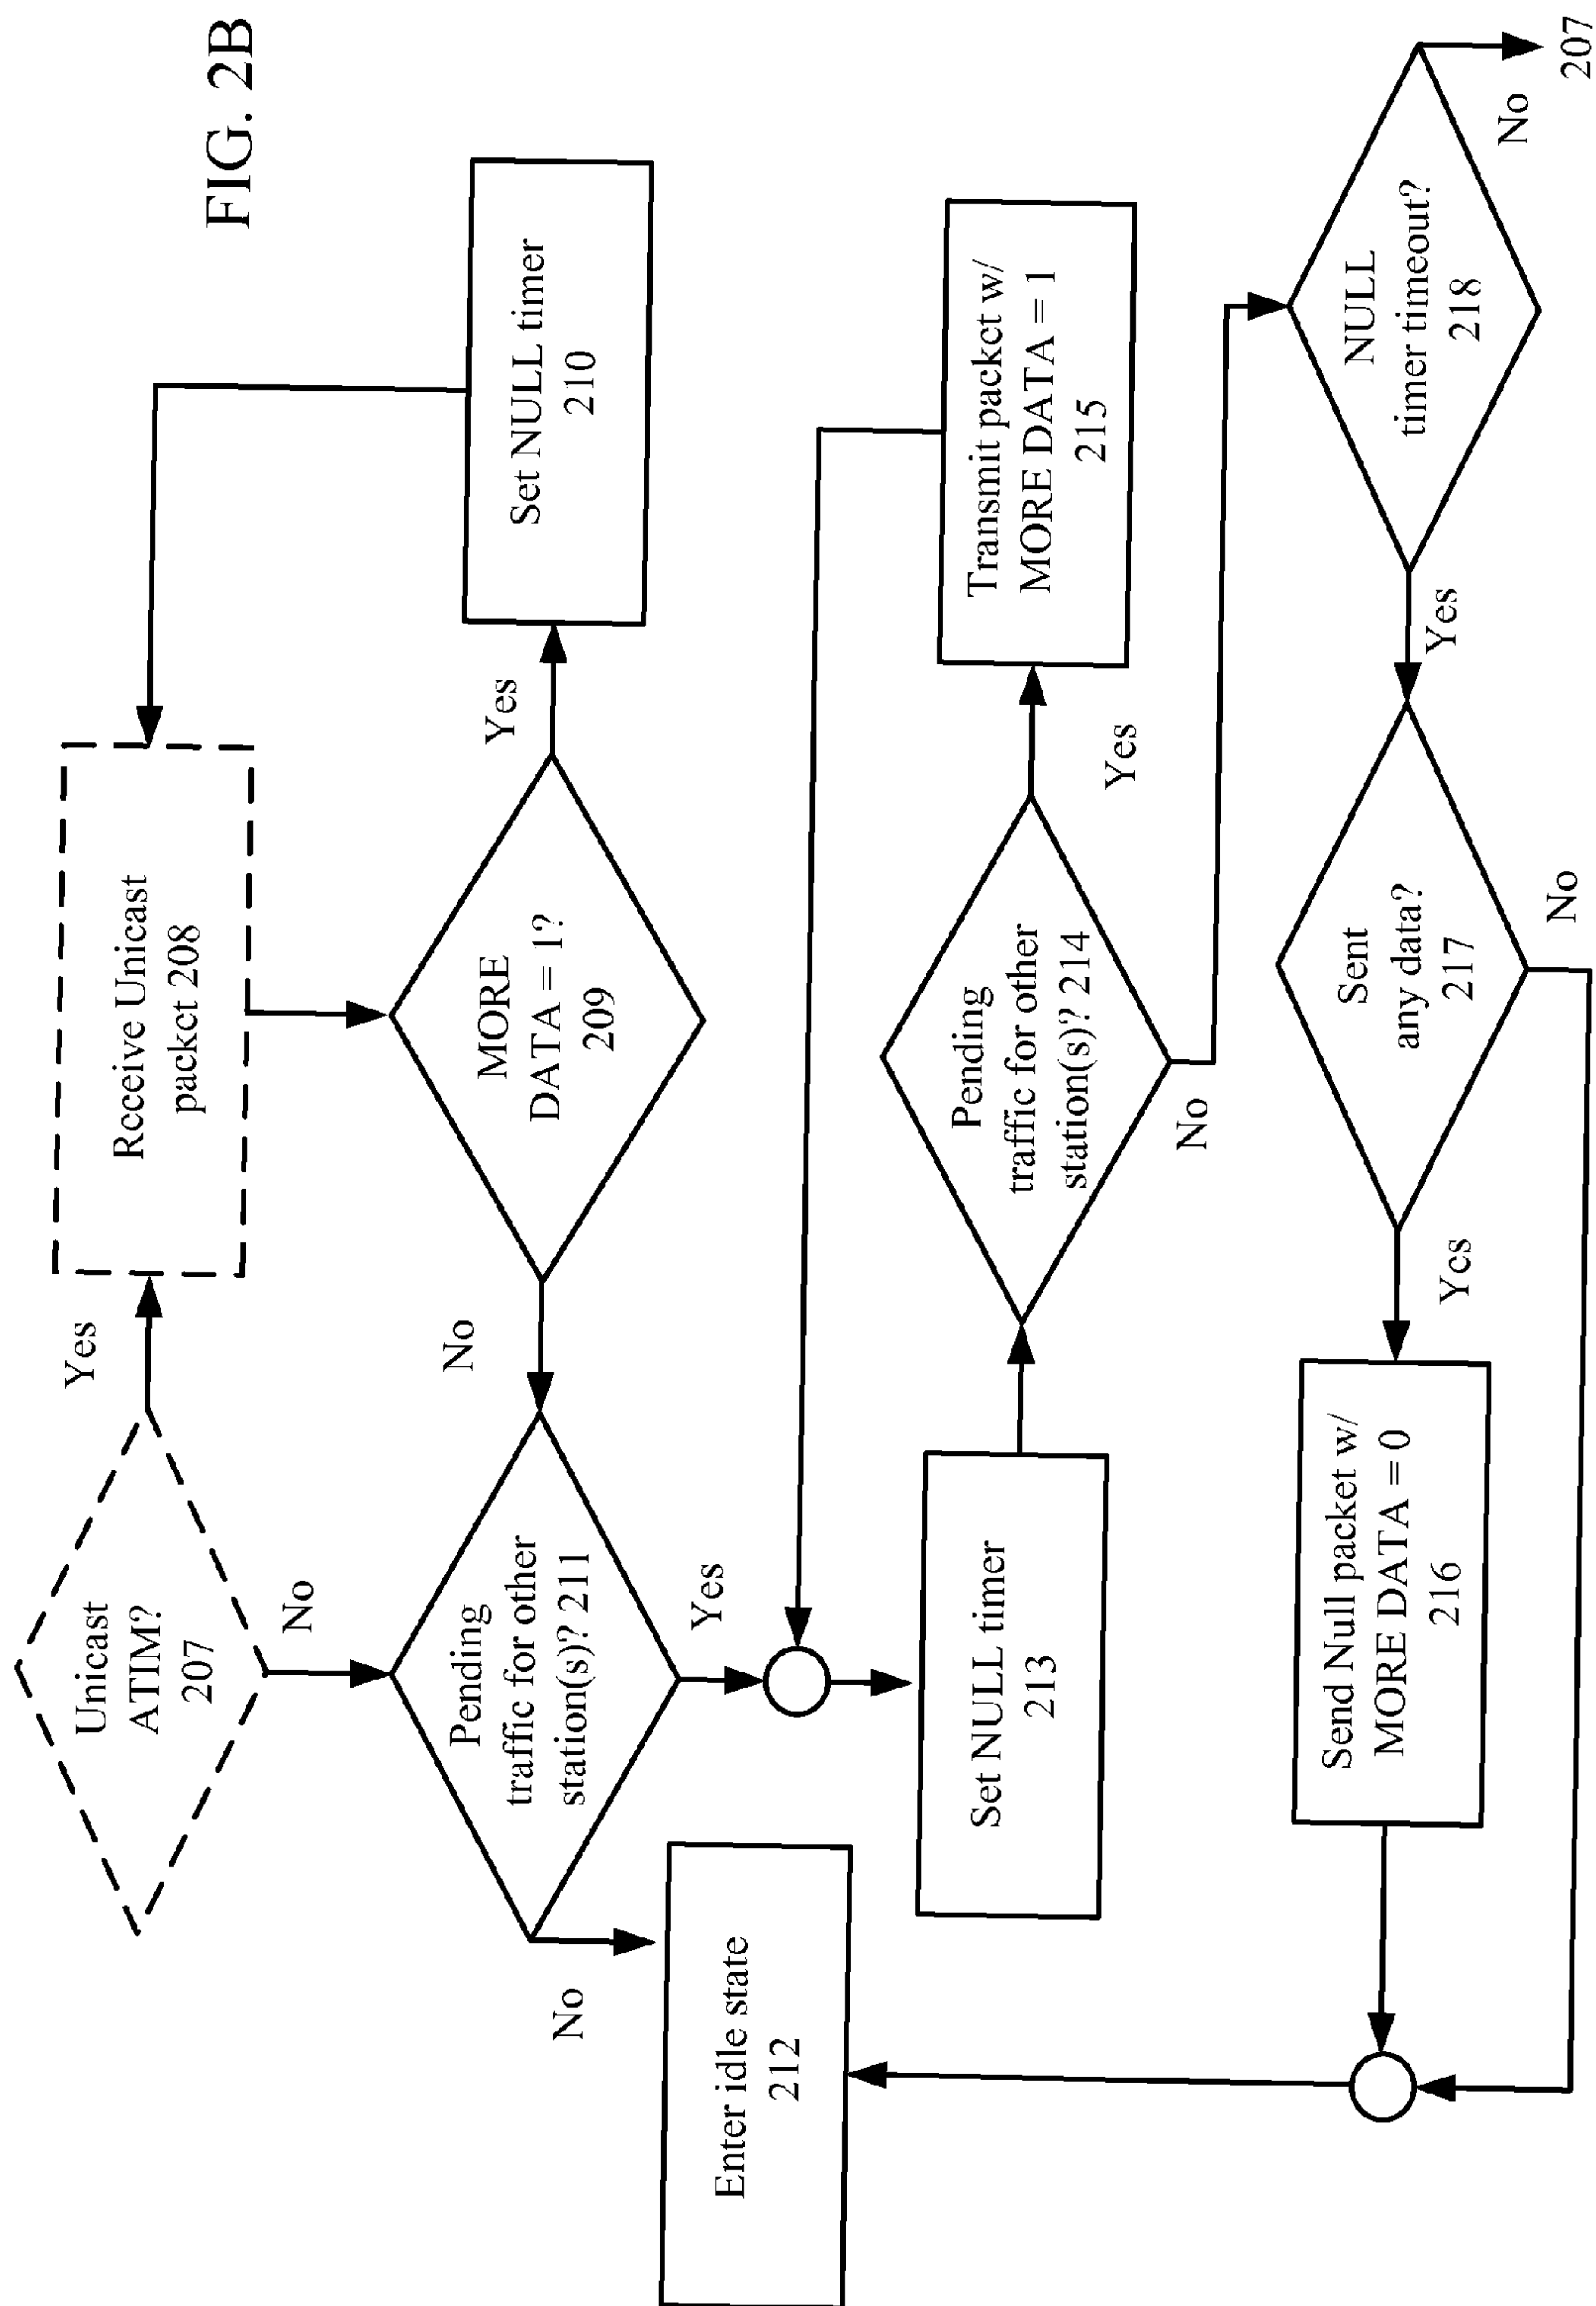 FIG. 2B
Unicast
ATIM?
207
Yes
No
Receive Unicast
packet 208
MORE
DATA = 1?
209
Yes
No
Set NULL timer
210
Pending
traffic for other
station(s)? 211
No
Yes
Enter idle state
212
Set NULL timer
213
Pending
traffic for other
station(s)? 214
Yes
No
Transmit packet w/
MORE DATA = 1
215
Send Null packet w/
MORE DATA = 0
216
Yes
Sent
any data?
217
No
Yes
NULL
timer timeout?
218
No
207